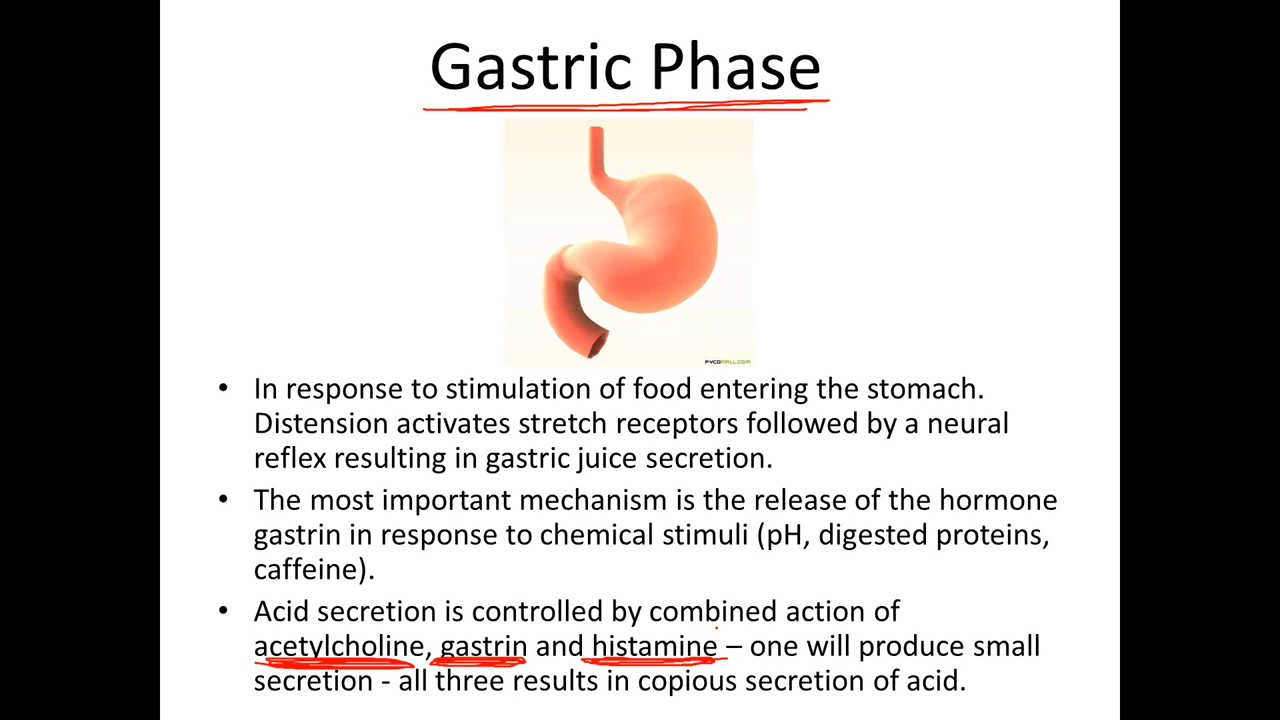 Gastric Phase
PYCOMALL.COM
• In response to stimulation of food entering the stomach.
Distension activates stretch receptors followed by a neural
reflex resulting in gastric juice secretion.
• The most important mechanism is the release of the hormone
gastrin in response to chemical stimuli (pH, digested proteins,
caffeine).
• Acid secretion is controlled by combined action of
acetylcholine, gastrin and histamine – one will produce small
secretion - all three results in copious secretion of acid.